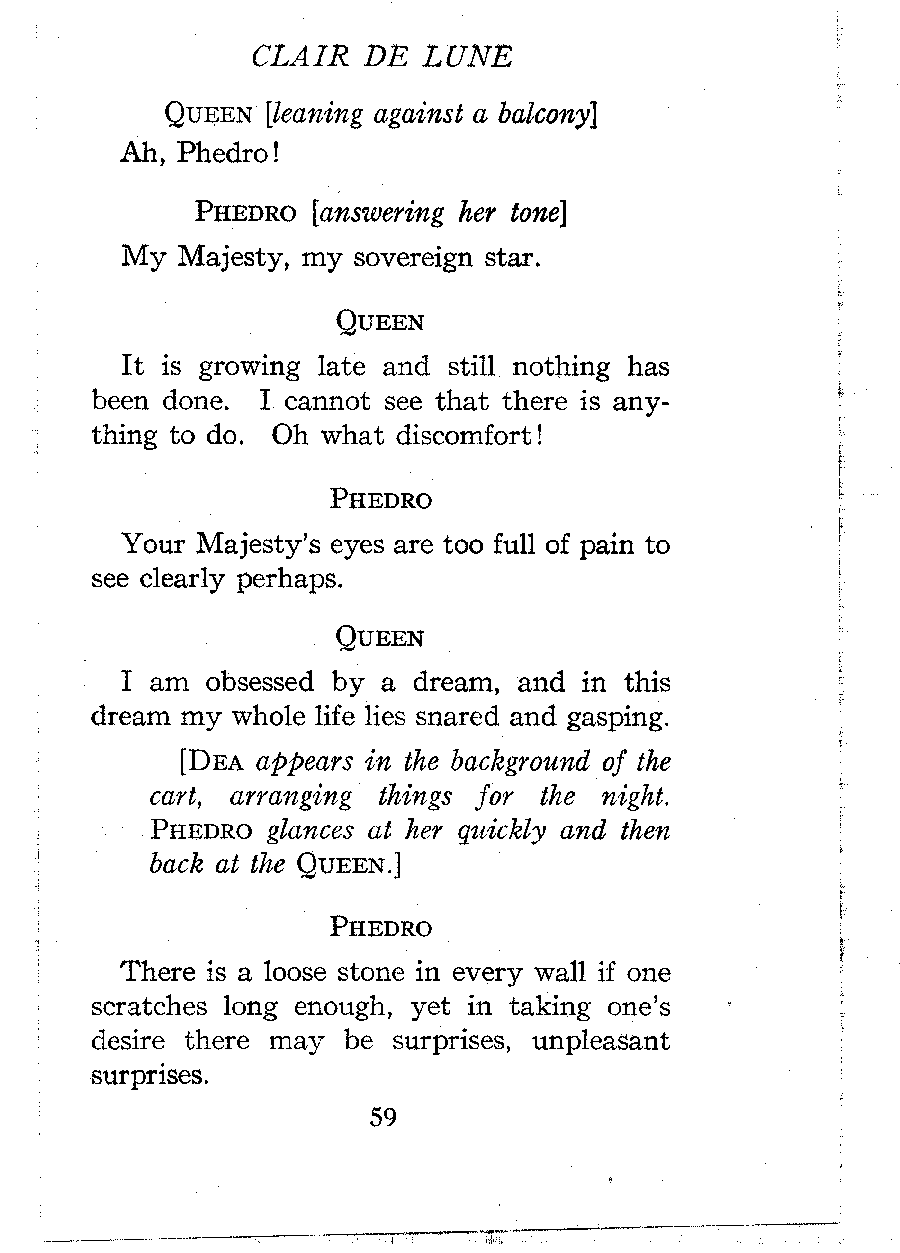 CLAIR DE LUNE
QUEEN [leaning against a balcony]
Ah, Phedro!
PHEDRO [answering her tone]
My Majesty, my sovereign star.
QUEEN
It is growing late and still nothing has
been done. I cannot see that there is any-
thing to do. Oh what discomfort!
PHEDRO
Your Majesty's eyes are too full of pain to
see clearly perhaps.
QUEEN
I am obsessed by a dream, and in this
dream my whole life lies snared and gasping.
[DEA appears in the background of the
cart, arranging things for the night.
PHEDRO glances at her quickly and then
back at the QUEEN.]
PHEDRO
There is a loose stone in every wall if one
scratches long enough, yet in taking one's
desire there may be surprises, unpleasant
surprises.
59